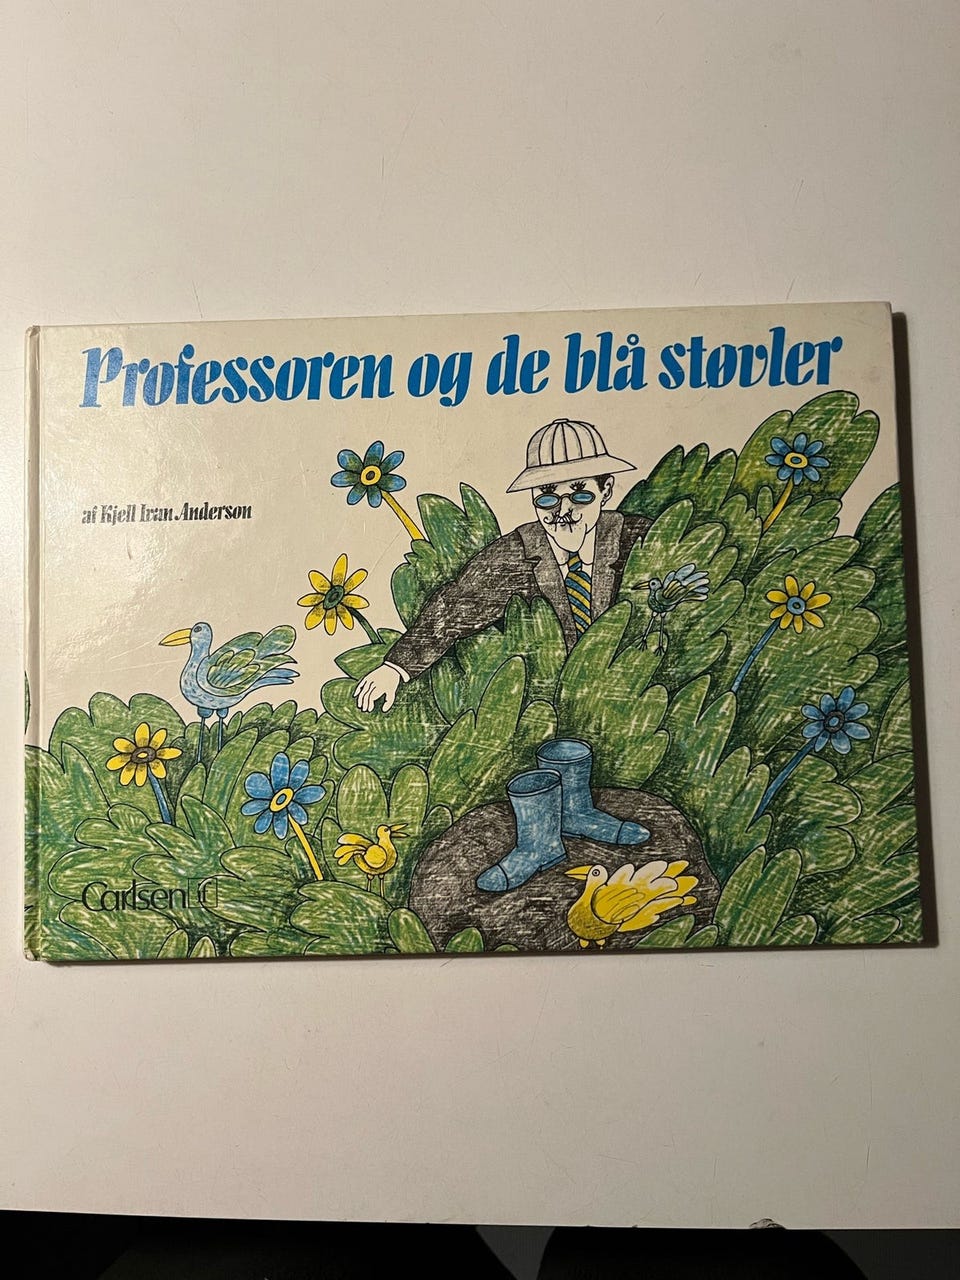 Professoren og de blå støvler
af Kjell Ivan Anderson
Carlsen